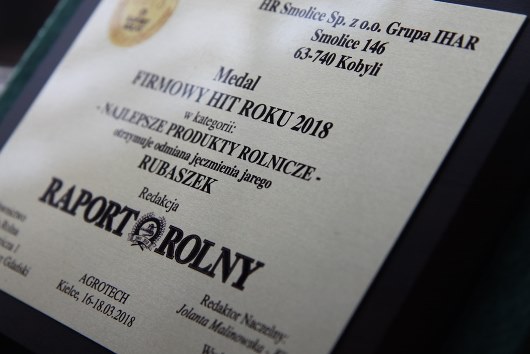 HR Smolice Sp. z o.o. Grupa IHAR
Smolice 146
63-740 Kobyli
Medal
FIRMOWY HIT ROKU 2018
w kategorii:
- NAJLEPSZE PRODUKTY ROLNICZE -
otrzymuje odmiana jęczmienia jarego
RUBASZEK
Redakcja
RAPORT ROLNY
AGROTECH
Kielce, 16-18.03.2018
Redaktor Naczelny:
Jolanta Malinowska
Gdański